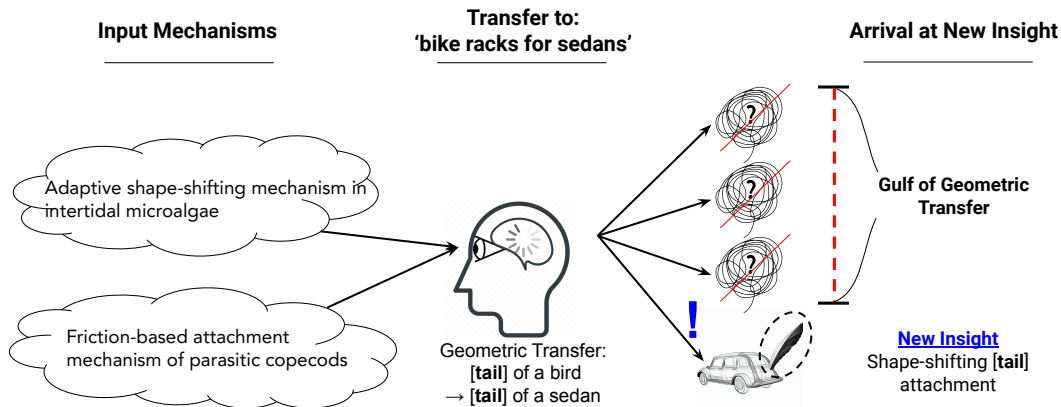 Input Mechanisms
Transfer to:
‘bike racks for sedans’
Arrival at New Insight
Adaptive shape-shifting mechanism in
intertidal microalgae
Friction-based attachment
mechanism of parasitic copecods
Geometric Transfer:
[tail] of a bird
→ [tail] of a sedan
?
?
?
!
Gulf of Geometric
Transfer
New Insight
Shape-shifting [tail]
attachment